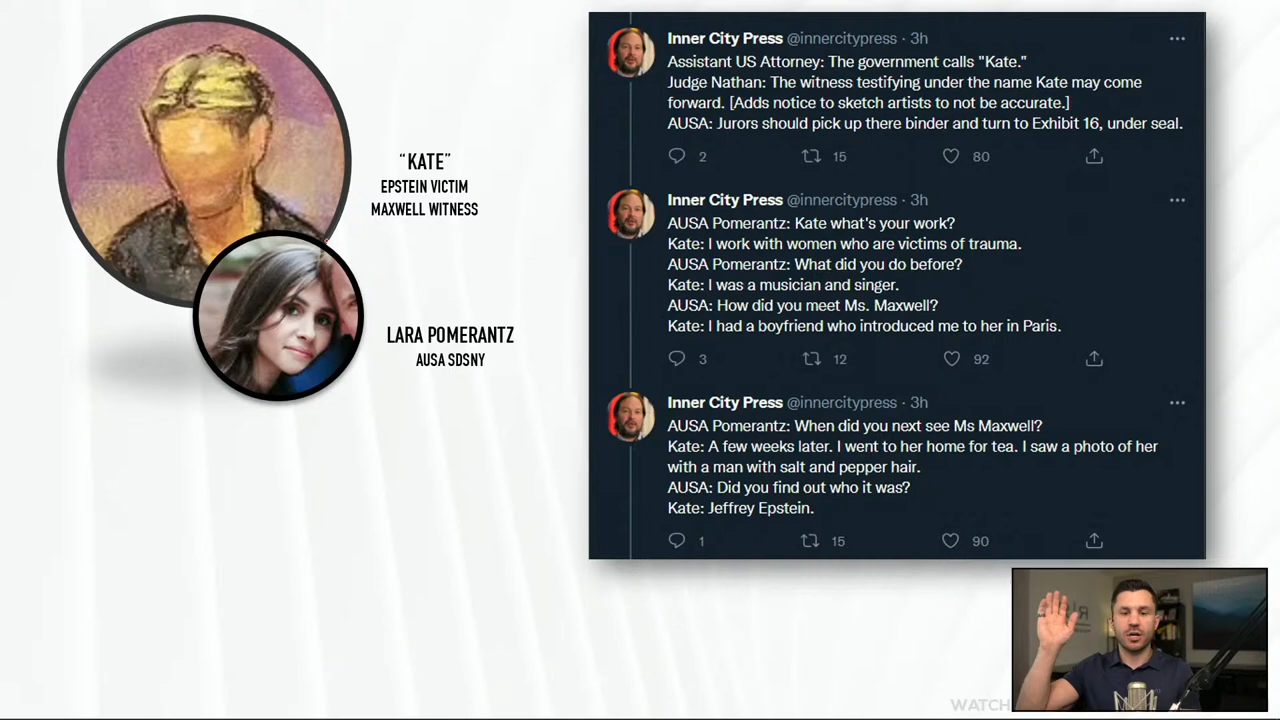 “KATE”
EPSTEIN VICTIM
MAXWELL WITNESS
LARA POMERANTZ
AUSA SDSNY
Inner City Press @innercitypress · 3h
Assistant US Attorney: The government calls "Kate."
Judge Nathan: The witness testifying under the name Kate may come
forward. [Adds notice to sketch artists to not be accurate.]
AUSA: Jurors should pick up there binder and turn to Exhibit 16, under seal.
2 15 80
Inner City Press @innercitypress · 3h
AUSA Pomerantz: Kate what's your work?
Kate: I work with women who are victims of trauma.
AUSA Pomerantz: What did you do before?
Kate: I was a musician and singer.
AUSA: How did you meet Ms. Maxwell?
Kate: I had a boyfriend who introduced me to her in Paris.
3 12 92
Inner City Press @innercitypress · 3h
AUSA Pomerantz: When did you next see Ms Maxwell?
Kate: A few weeks later. I went to her home for tea. I saw a photo of her
with a man with salt and pepper hair.
AUSA: Did you find out who it was?
Kate: Jeffrey Epstein.
1 15 90
WATCH